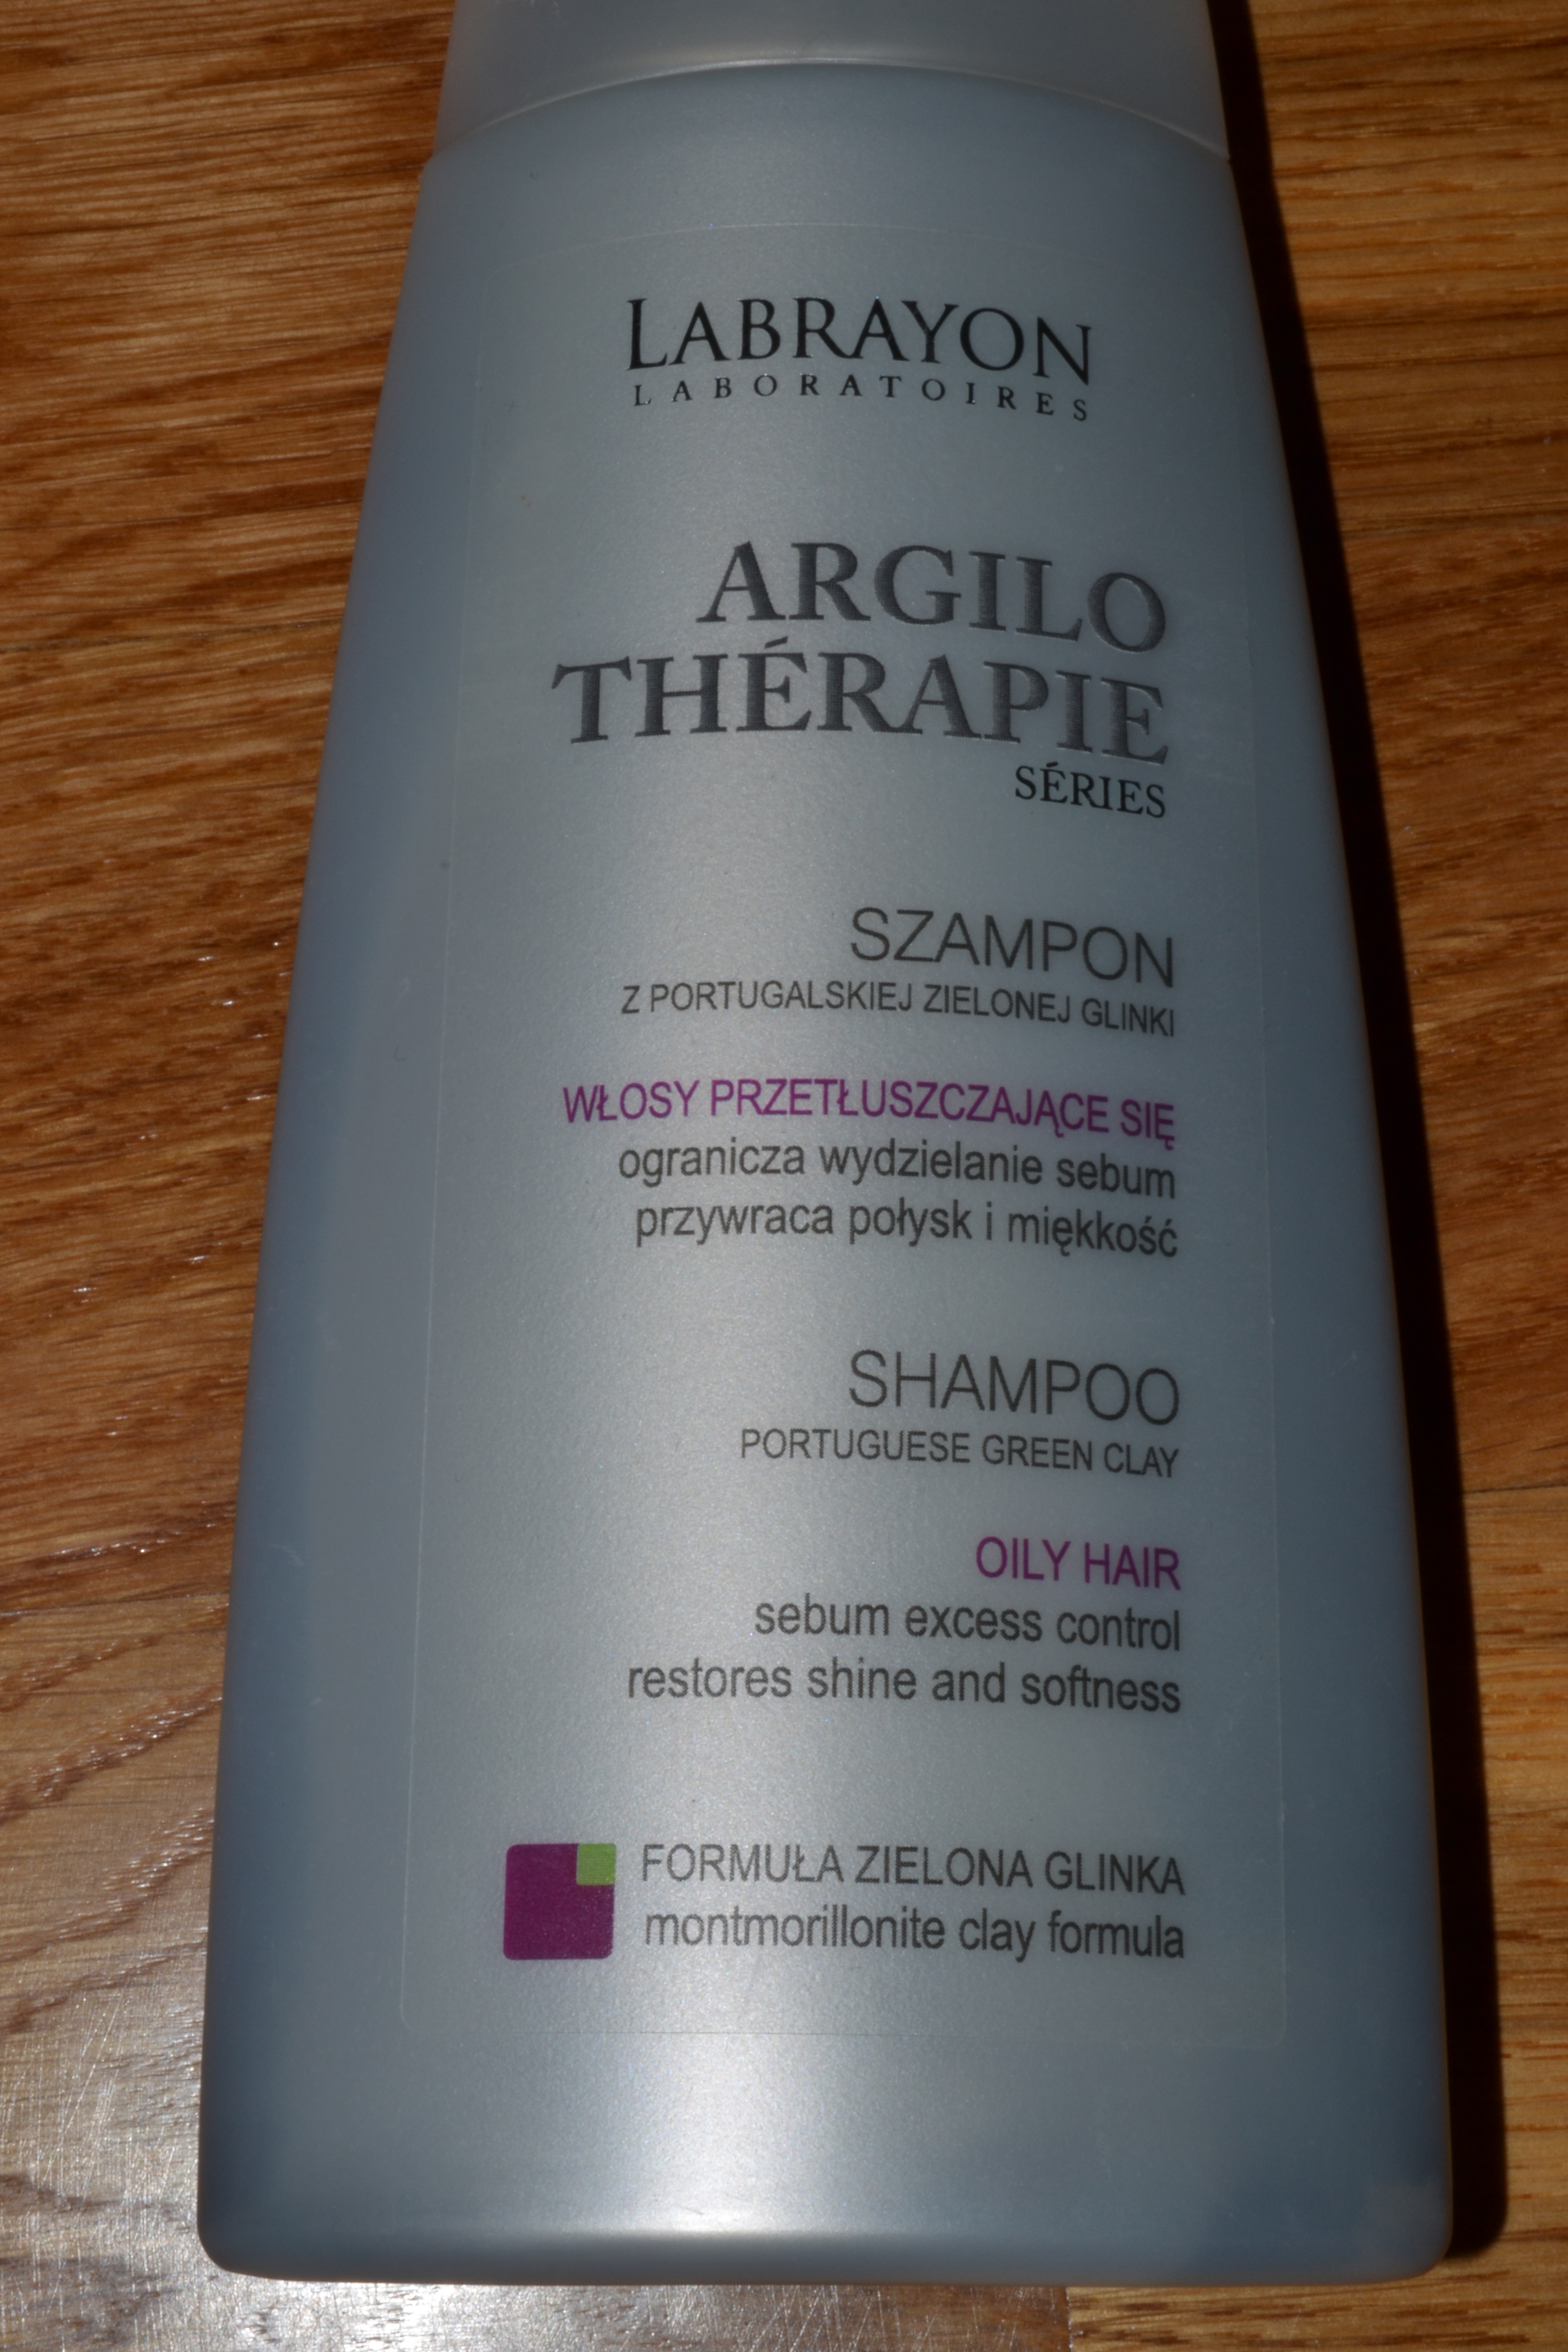 LABRAYON
LABORATOIRES
ARGILO
THÉRAPIE
SÉRIES
SZAMPON
Z PORTUGALSKIEJ ZIELONEJ GLINKI
WŁOSY PRZETŁUSZCZAJĄCE SIĘ
ogranicza wydzielanie sebum
przywraca połysk i miękkość
SHAMPOO
PORTUGUESE GREEN CLAY
OILY HAIR
sebum excess control
restores shine and softness
FORMUŁA ZIELONA GLINKA
montmorillonite clay formula